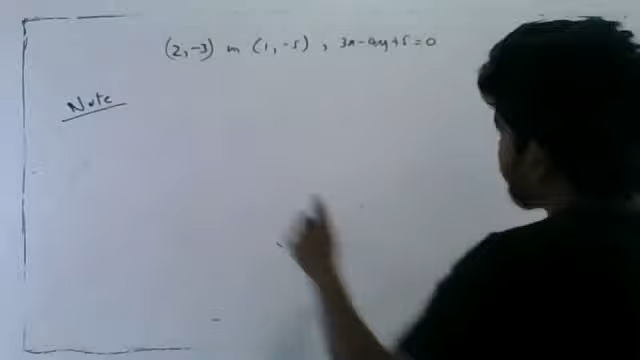 (2, -3) m (1, -5) , 3x - 4y + 5 = 0
Note